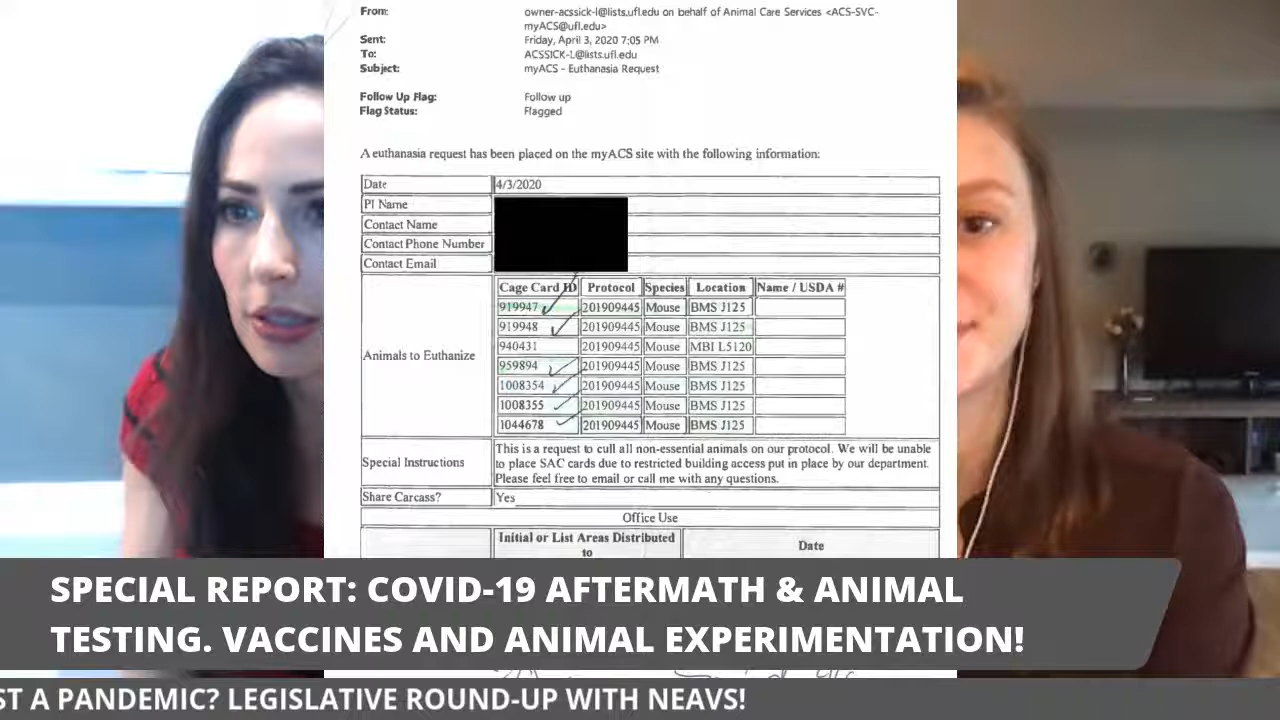 From: owner-acssick-l@lists.ufl.edu on behalf of Animal Care Services <ACS-SVC-
myACS@ufl.edu>
Sent: Friday, April 3, 2020 7:05 PM
To: ACSSICK-L@lists.ufl.edu
Subject: myACS - Euthanasia Request
Follow Up Flag: Follow up
Flag Status: Flagged
A euthanasia request has been placed on the myACS site with the following information:
Date 4/3/2020
PI Name
Contact Name
Contact Phone Number
Contact Email
Cage Card ID Protocol Species Location Name / USDA #
919947 201909445 Mouse BMS J125
919948 201909445 Mouse BMS J125
940431 201909445 Mouse MBI L5120
Animals to Euthanize
959894 201909445 Mouse BMS J125
1008354 201909445 Mouse BMS J125
1008355 201909445 Mouse BMS J125
1044678 201909445 Mouse BMS J125
Special Instructions
This is a request to cull all non-essential animals on our protocol. We will be unable
to place SAC cards due to restricted building access put in place by our department.
Please feel free to email or call me with any questions.
Share Carcass? Yes
Office Use
Initial or List Areas Distributed
to
Date
SPECIAL REPORT: COVID-19 AFTERMATH & ANIMAL
TESTING. VACCINES AND ANIMAL EXPERIMENTATION!
ST A PANDEMIC? LEGISLATIVE ROUND-UP WITH NEAVS!